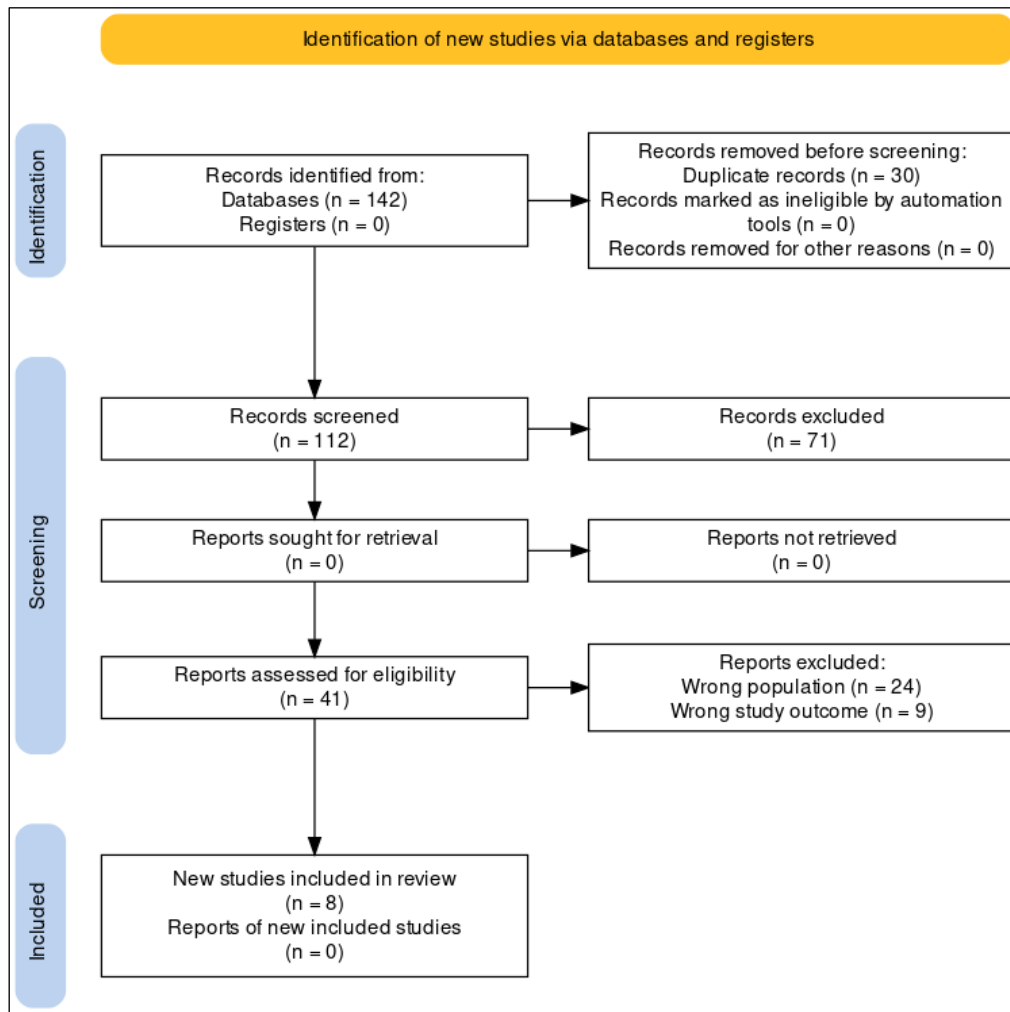 Identification of new studies via databases and registers
Identification
Records identified from:
Databases (n = 142)
Registers (n = 0)
Records removed before screening:
Duplicate records (n = 30)
Records marked as ineligible by automation
tools (n = 0)
Records removed for other reasons (n = 0)
Screening
Records screened
(n = 112)
Records excluded
(n = 71)
Reports sought for retrieval
(n = 0)
Reports not retrieved
(n = 0)
Reports assessed for eligibility
(n = 41)
Reports excluded:
Wrong population (n = 24)
Wrong study outcome (n = 9)
Included
New studies included in review
(n = 8)
Reports of new included studies
(n = 0)